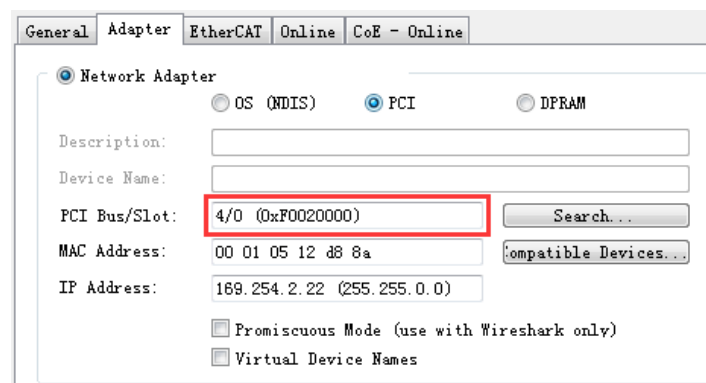 General Adapter EtherCAT Online CoE - Online
Network Adapter
OS (NDIS) PCI DPRAM
Description:
Device Name:
PCI Bus/Slot: 4/0 (0xF0020000) Search...
MAC Address: 00 01 05 12 d8 8a ompatible Devices...
IP Address: 169.254.2.22 (255.255.0.0)
Promiscuous Mode (use with Wireshark only)
Virtual Device Names